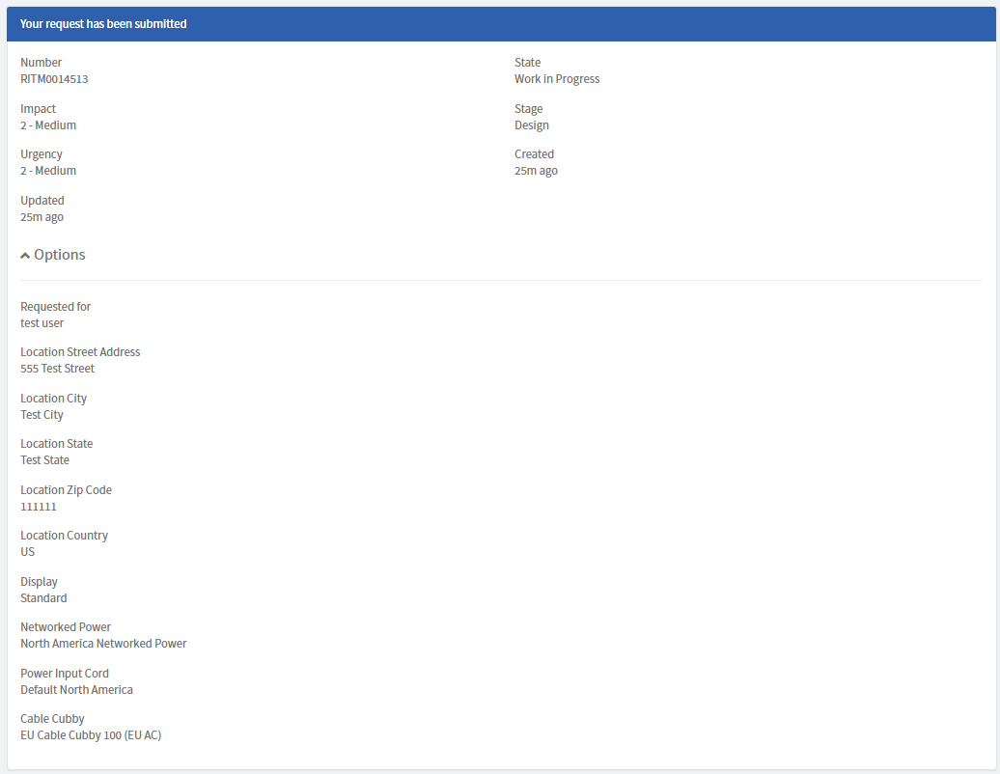 Your request has been submitted
Number
RITM0014513
State
Work in Progress
Impact
2 - Medium
Stage
Design
Urgency
2 - Medium
Created
25m ago
Updated
25m ago
Options
Requested for
test user
Location Street Address
555 Test Street
Location City
Test City
Location State
Test State
Location Zip Code
111111
Location Country
US
Display
Standard
Networked Power
North America Networked Power
Power Input Cord
Default North America
Cable Cubby
EU Cable Cubby 100 (EU AC)